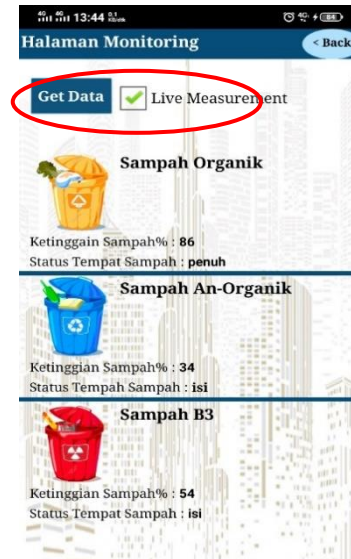 13:44
84
Halaman Monitoring
< Back
Get Data
Live Measurement
Sampah Organik
Ketinggain Sampah% : 86
Status Tempat Sampah : penuh
Sampah An-Organik
Ketinggian Sampah% : 34
Status Tempah Sampah : isi
Sampah B3
Ketinggian Sampah% : 54
Status Tempat Sampah : isi